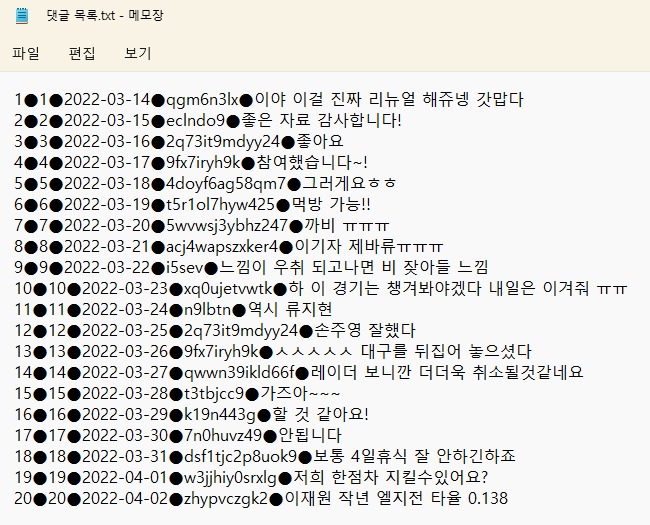 댓글 목록.txt - 메모장
파일 편집 보기
1●1●2022-03-14●qgm6n3lx●이야 이걸 진짜 리뉴얼 해쥬넹 갓맙다
2●2●2022-03-15●eclndo9●좋은 자료 감사합니다!
3●3●2022-03-16●2q73it9mdyy24●좋아요
4●4●2022-03-17●9fx7iryh9k●참여했습니다~!
5●5●2022-03-18●4doyf6ag58qm7●그러게요ㅎㅎ
6●6●2022-03-19●t5r1ol7hyw425●먹방 가능!!
7●7●2022-03-20●5wvwsj3ybhz247●까비 ㅠㅠㅠ
8●8●2022-03-21●acj4wapszxker4●이기자 제바류ㅠㅠㅠ
9●9●2022-03-22●i5sev●느낌이 우취 되고나면 비 잦아들 느낌
10●10●2022-03-23●xq0ujetvwtk●하 이 경기는 챙겨봐야겠다 내일은 이겨줘 ㅠㅠ
11●11●2022-03-24●n9lbtn●역시 류지현
12●12●2022-03-25●2q73it9mdyy24●손주영 잘했다
13●13●2022-03-26●9fx7iryh9k●ㅅㅅㅅㅅㅅ 대구를 뒤집어 놓으셨다
14●14●2022-03-27●qwwn39ikld66f●레이더 보니깐 더더욱 취소될것같네요
15●15●2022-03-28●t3tbjcc9●가즈아~~~
16●16●2022-03-29●k19n443g●할 것 같아요!
17●17●2022-03-30●7n0huvz49●안됩니다
18●18●2022-03-31●dsf1tjc2p8uok9●보통 4일휴식 잘 안하긴하죠
19●19●2022-04-01●w3jjhiy0srxlg●저희 한점차 지킬수있어요?
20●20●2022-04-02●zhypvczgk2●이재원 작년 엘지전 타율 0.138